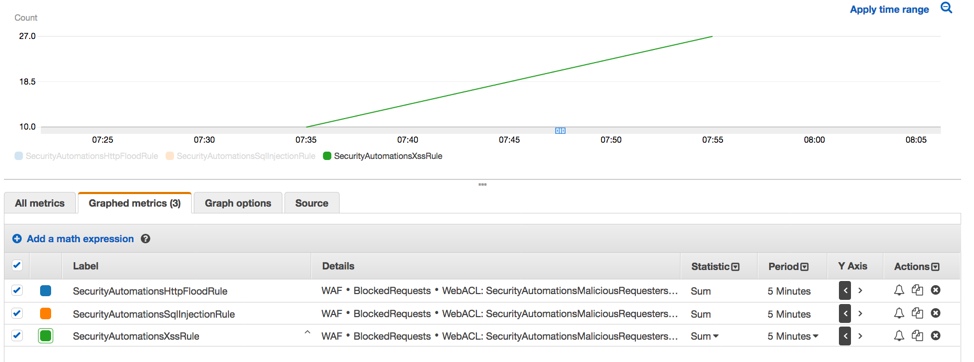 Apply time range
Count
27.0
18.5
10.0
07:25 07:30 07:35 07:40 07:45 07:50 07:55 08:00 08:05
SecurityAutomationsHttpFloodRule SecurityAutomationsSqlInjectionRule SecurityAutomationsXssRule
All metrics Graphed metrics (3) Graph options Source
Add a math expression ?
Label Details Statistic Period Y Axis Actions
SecurityAutomationsHttpFloodRule WAF • BlockedRequests • WebACL: SecurityAutomationsMaliciousRequesters... Sum 5 Minutes < >
SecurityAutomationsSqlInjectionRule WAF • BlockedRequests • WebACL: SecurityAutomationsMaliciousRequesters... Sum 5 Minutes < >
SecurityAutomationsXssRule WAF • BlockedRequests • WebACL: SecurityAutomationsMaliciousRequesters... Sum 5 Minutes < >